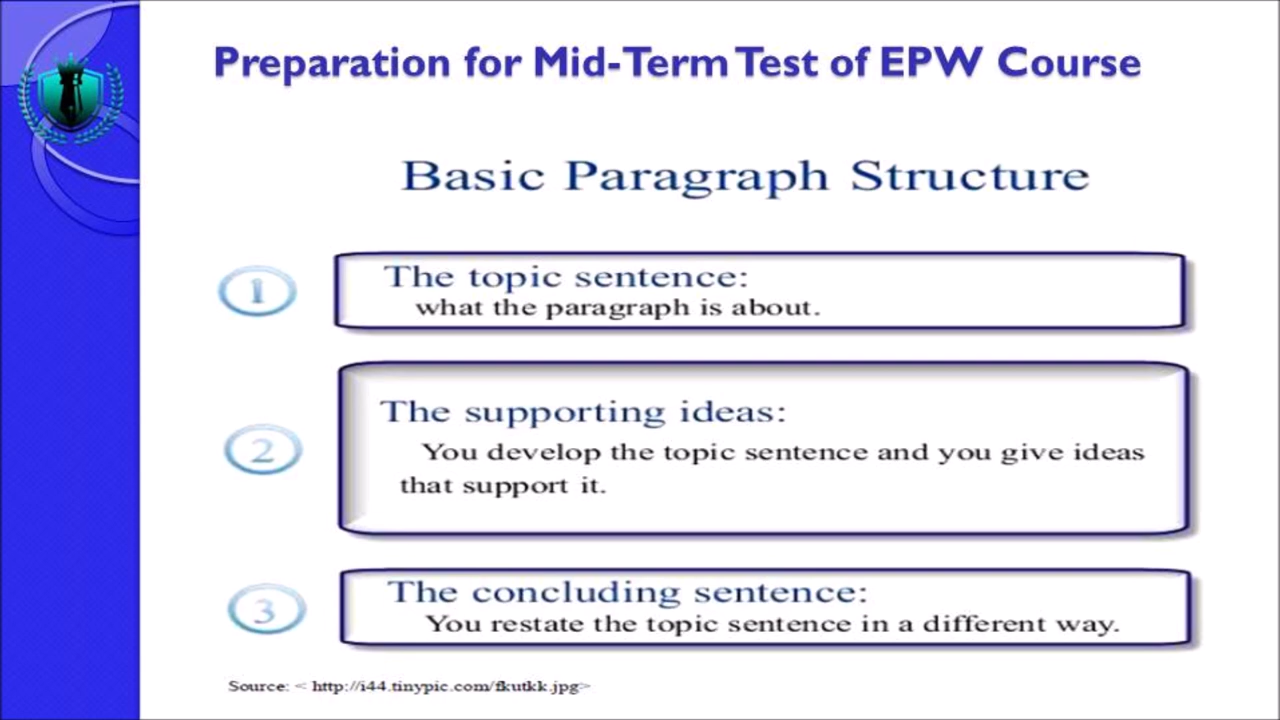 Preparation for Mid-Term Test of EPW Course
Basic Paragraph Structure
1
The topic sentence:
what the paragraph is about.
2
The supporting ideas:
You develop the topic sentence and you give ideas
that support it.
3
The concluding sentence:
You restate the topic sentence in a different way.
Source: < http://i44.tinypic.com/fkutkk.jpg>